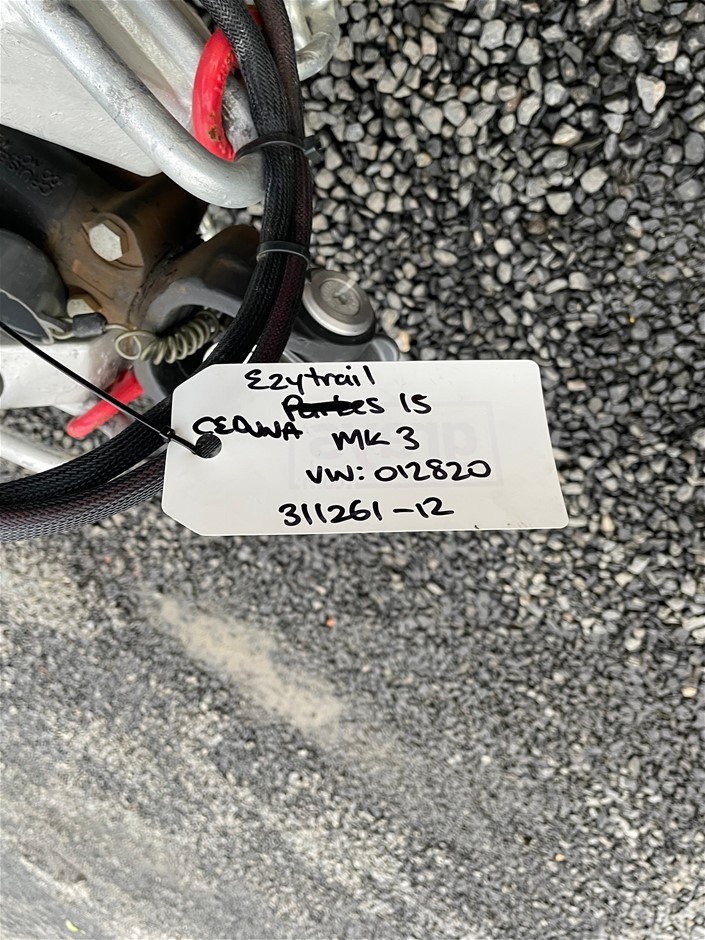 Ezytrail
Parkes 15
CEDUNA MK 3
VW: 012820
311261-12